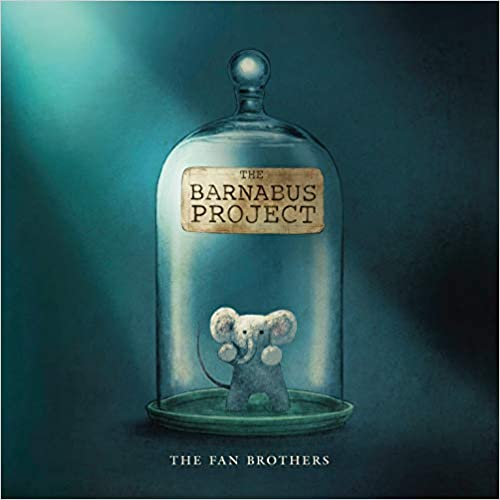 THE
BARNABUS
PROJECT
THE FAN BROTHERS